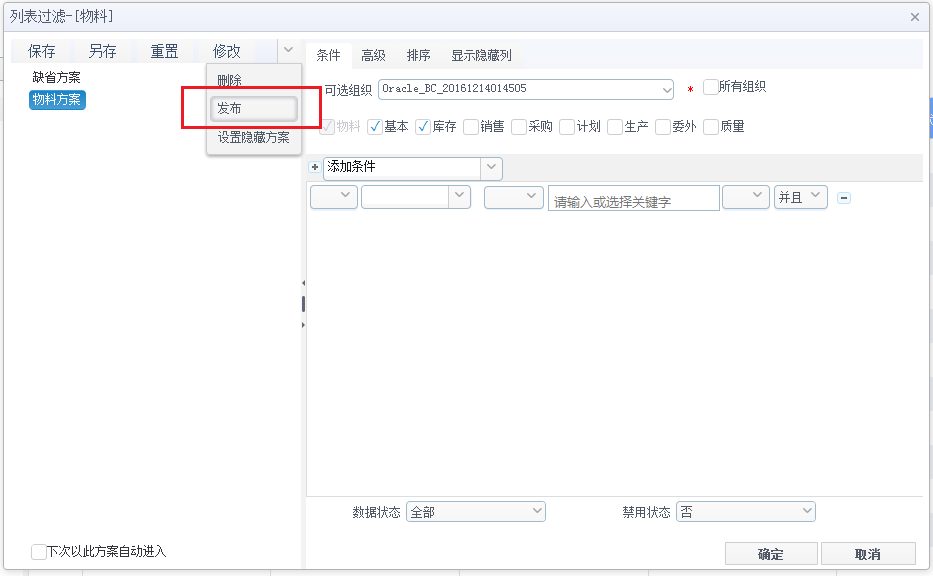 列表过滤-[物料]
保存 另存 重置 修改
条件 高级 排序 显示隐藏列
缺省方案
物料方案
删除
发布
设置隐藏方案
可选组织 Oracle_BC_20161214014505 * 所有组织
物料 基本 库存 销售 采购 计划 生产 委外 质量
添加条件
请输入或选择关键字 并且
数据状态 全部 禁用状态 否
下次以此方案自动进入
确定 取消